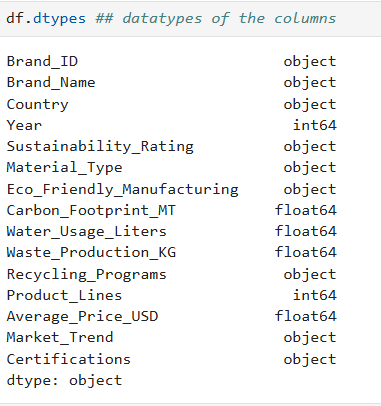 df.dtypes ## datatypes of the columns
Brand_ID object
Brand_Name object
Country object
Year int64
Sustainability_Rating object
Material_Type object
Eco_Friendly_Manufacturing object
Carbon_Footprint_MT float64
Water_Usage_Liters float64
Waste_Production_KG float64
Recycling_Programs object
Product_Lines int64
Average_Price_USD float64
Market_Trend object
Certifications object
dtype: object